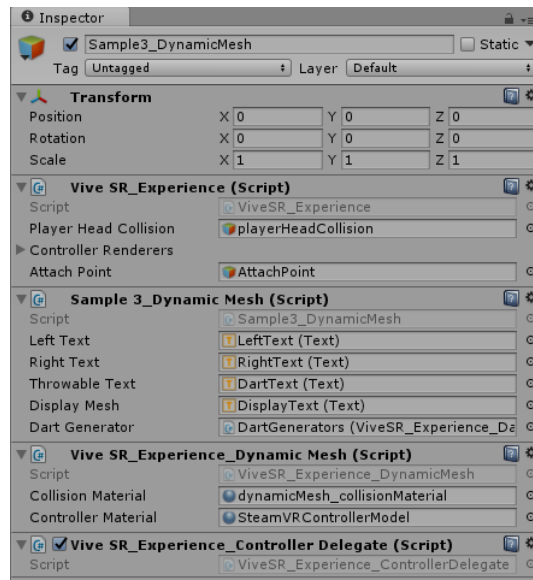 Inspector
Sample3_DynamicMesh Static
Tag Untagged Layer Default
Transform
Position X 0 Y 0 Z 0
Rotation X 0 Y 0 Z 0
Scale X 1 Y 1 Z 1
Vive SR_Experience (Script)
Script ViveSR_Experience
Player Head Collision playerHeadCollision
Controller Renderers
Attach Point AttachPoint
Sample 3_Dynamic Mesh (Script)
Script Sample3_DynamicMesh
Left Text LeftText (Text)
Right Text RightText (Text)
Throwable Text DartText (Text)
Display Mesh DisplayText (Text)
Dart Generator DartGenerators (ViveSR_Experience_Da
Vive SR_Experience_Dynamic Mesh (Script)
Script ViveSR_Experience_DynamicMesh
Collision Material dynamicMesh_collisionMaterial
Controller Material SteamVRControllerModel
Vive SR_Experience_Controller Delegate (Script)
Script ViveSR_Experience_ControllerDelegate